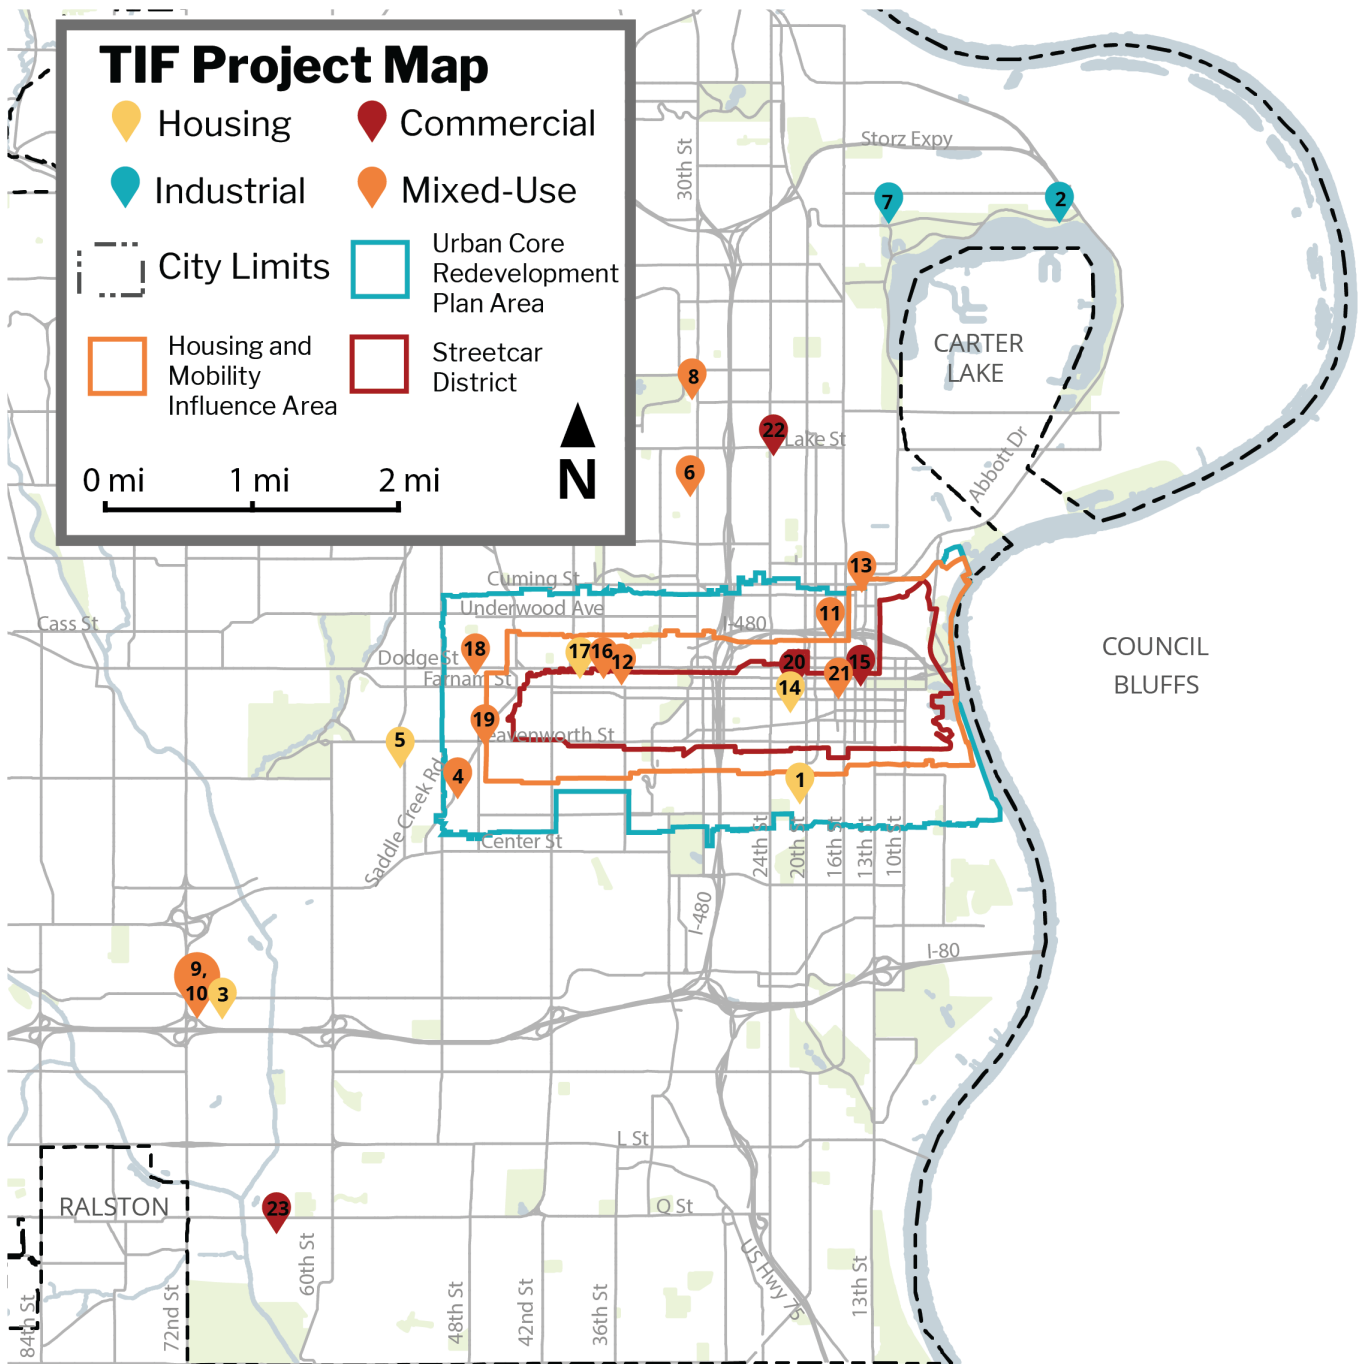 TIF Project Map
Housing
Commercial
Industrial
Mixed-Use
City Limits
Urban Core
Redevelopment
Plan Area
Housing and
Mobility
Influence Area
Streetcar
District
0 mi
1 mi
2 mi
N
30th St
Storz Expy
7
2
CARTER
LAKE
8
22
Lake St
6
Abbott Dr
13
Cuming St
Underwood Ave
11
I-480
Cass St
COUNCIL
BLUFFS
18
17
16
12
20
15
Dodge St
Farnam St
21
14
19
Leavenworth St
5
4
1
Saddle Creek Rd
Center St
24th St
20th St
16th St
13th St
10th St
I-480
I-80
9,
10
3
L St
RALSTON
Q St
23
60th St
US Hwy 75
84th St
72nd St
48th St
42nd St
36th St
13th St